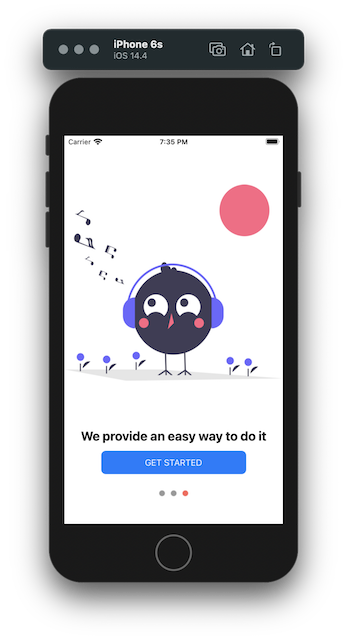 iPhone 6s
iOS 14.4
Carrier 7:35 PM
We provide an easy way to do it
GET STARTED